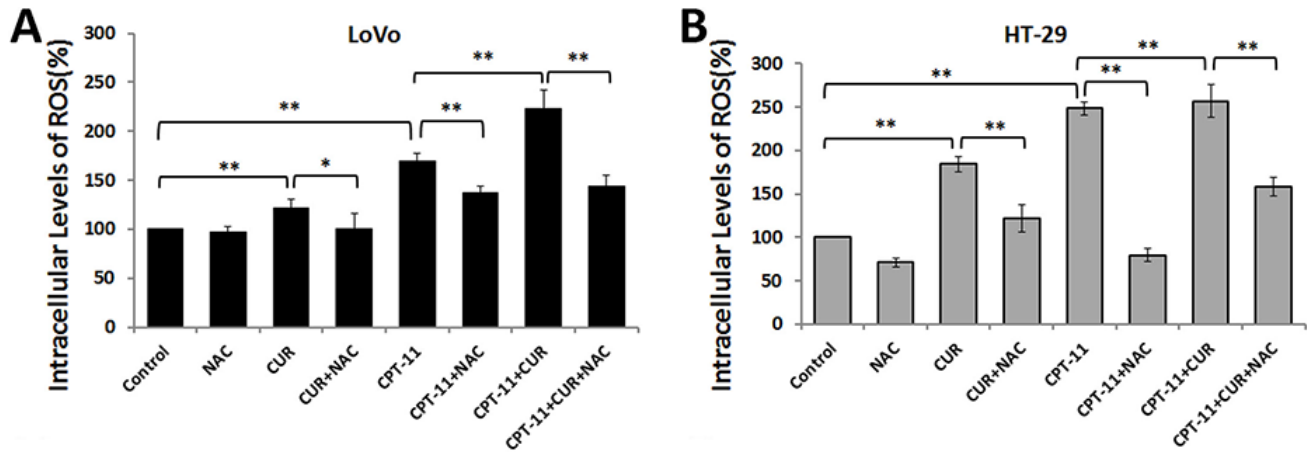 A
LoVo
Intracellular Levels of ROS(%)
300
250
200
150
100
50
0
**
*
**
**
**
**
Control
NAC
CUR
CUR+NAC
CPT-11
CPT-11+NAC
CPT-11+CUR
CPT-11+CUR+NAC
B
HT-29
Intracellular Levels of ROS(%)
300
250
200
150
100
50
0
**
**
**
**
**
**
Control
NAC
CUR
CUR+NAC
CPT-11
CPT-11+NAC
CPT-11+CUR
CPT-11+CUR+NAC